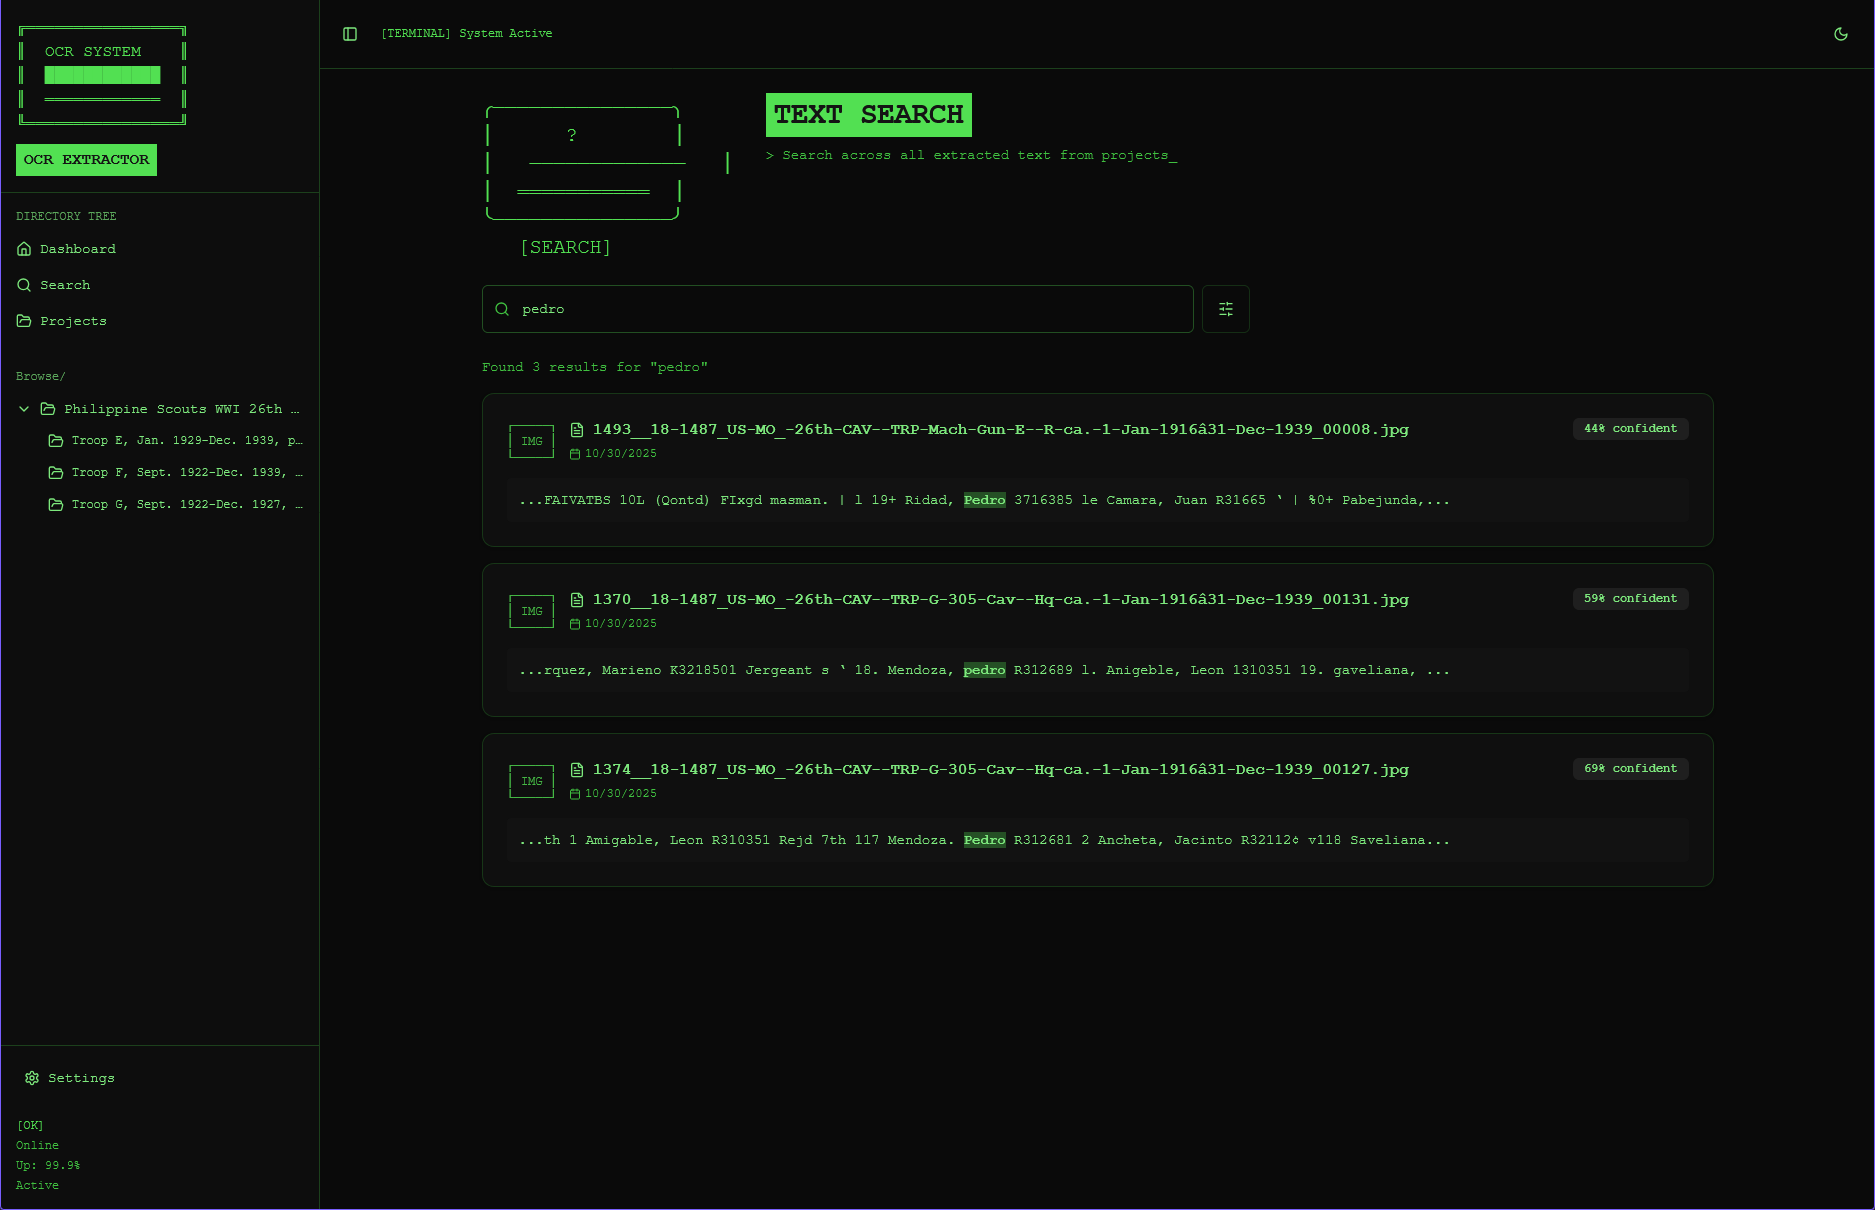 OCR SYSTEM
OCR EXTRACTOR
DIRECTORY TREE
Dashboard
Search
Projects
Browse/
Philippine Scouts WWI 26th …
Troop E, Jan. 1929-Dec. 1939, p…
Troop F, Sept. 1922-Dec. 1939, …
Troop G, Sept. 1922-Dec. 1927, …
Settings
[OK]
Online
Up: 99.9%
Active
[TERMINAL] System Active
?
[SEARCH]
TEXT SEARCH
> Search across all extracted text from projects_
pedro
Found 3 results for "pedro"
IMG
1493__18-1487_US-MO_-26th-CAV--TRP-Mach-Gun-E--R-ca.-1-Jan-1916â31-Dec-1939_00008.jpg
44% confident
10/30/2025
...FAIVATBS 10L (Qontd) FIxgd masman. | l 19+ Ridad, Pedro 3716385 le Camara, Juan R31665 ‘ | %0+ Pabejunda,...
IMG
1370__18-1487_US-MO_-26th-CAV--TRP-G-305-Cav--Hq-ca.-1-Jan-1916â31-Dec-1939_00131.jpg
59% confident
10/30/2025
...rquez, Marieno K3218501 Jergeant s ‘ 18. Mendoza, pedro R312689 l. Anigeble, Leon 1310351 19. gaveliana, ...
IMG
1374__18-1487_US-MO_-26th-CAV--TRP-G-305-Cav--Hq-ca.-1-Jan-1916â31-Dec-1939_00127.jpg
69% confident
10/30/2025
...th 1 Amigable, Leon R310351 Rejd 7th 117 Mendoza. Pedro R312681 2 Ancheta, Jacinto R32112¢ v118 Saveliana...